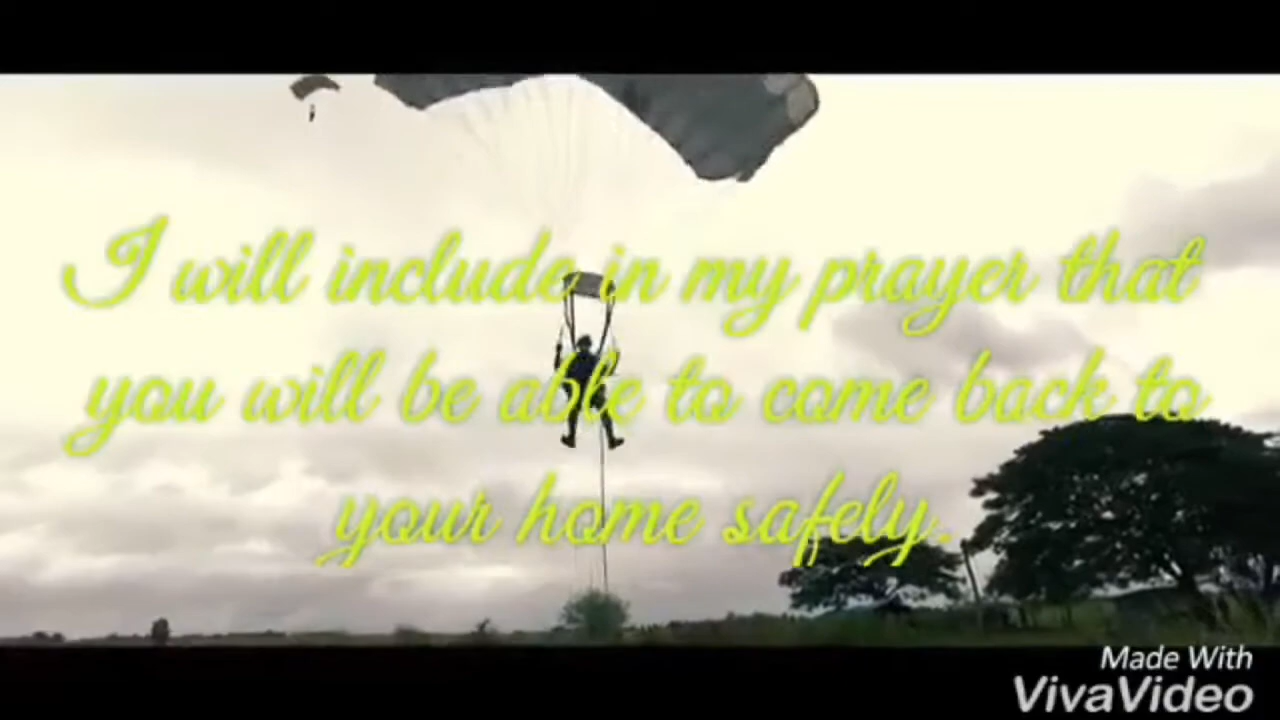 I will include in my prayer that
you will be able to come back to
your home safely.
Made With
VivaVideo